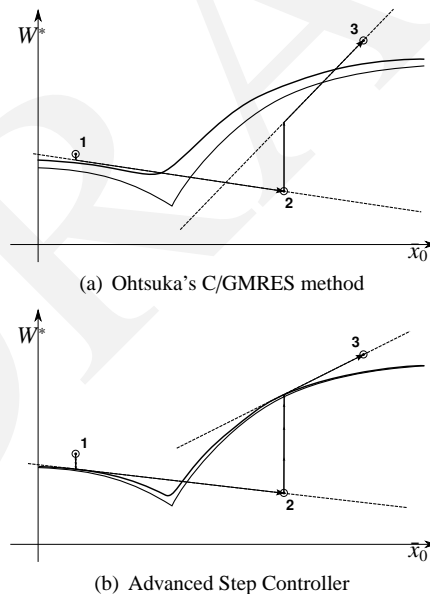 W*
1
2
3
x̄₀
(a) Ohtsuka's C/GMRES method
W*
1
2
3
x̄₀
(b) Advanced Step Controller